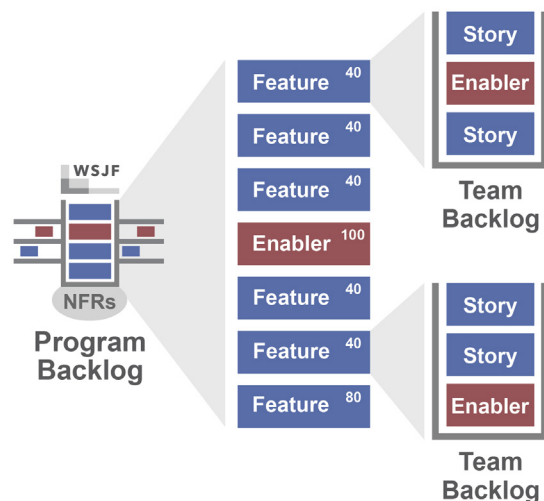 WSJF
NFRs
Program
Backlog
Feature 40
Feature 40
Feature 40
Enabler 100
Feature 40
Feature 40
Feature 80
Story
Enabler
Story
Team
Backlog
Story
Story
Enabler
Team
Backlog